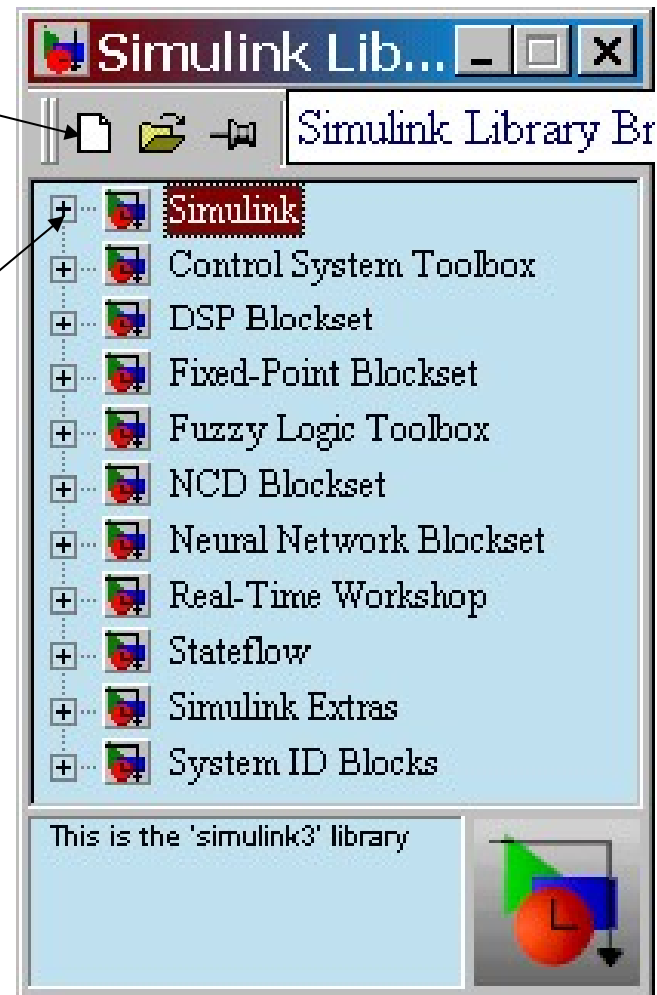 Simulink Lib...
Simulink Library Br
Simulink
Control System Toolbox
DSP Blockset
Fixed-Point Blockset
Fuzzy Logic Toolbox
NCD Blockset
Neural Network Blockset
Real-Time Workshop
Stateflow
Simulink Extras
System ID Blocks
This is the 'simulink3' library